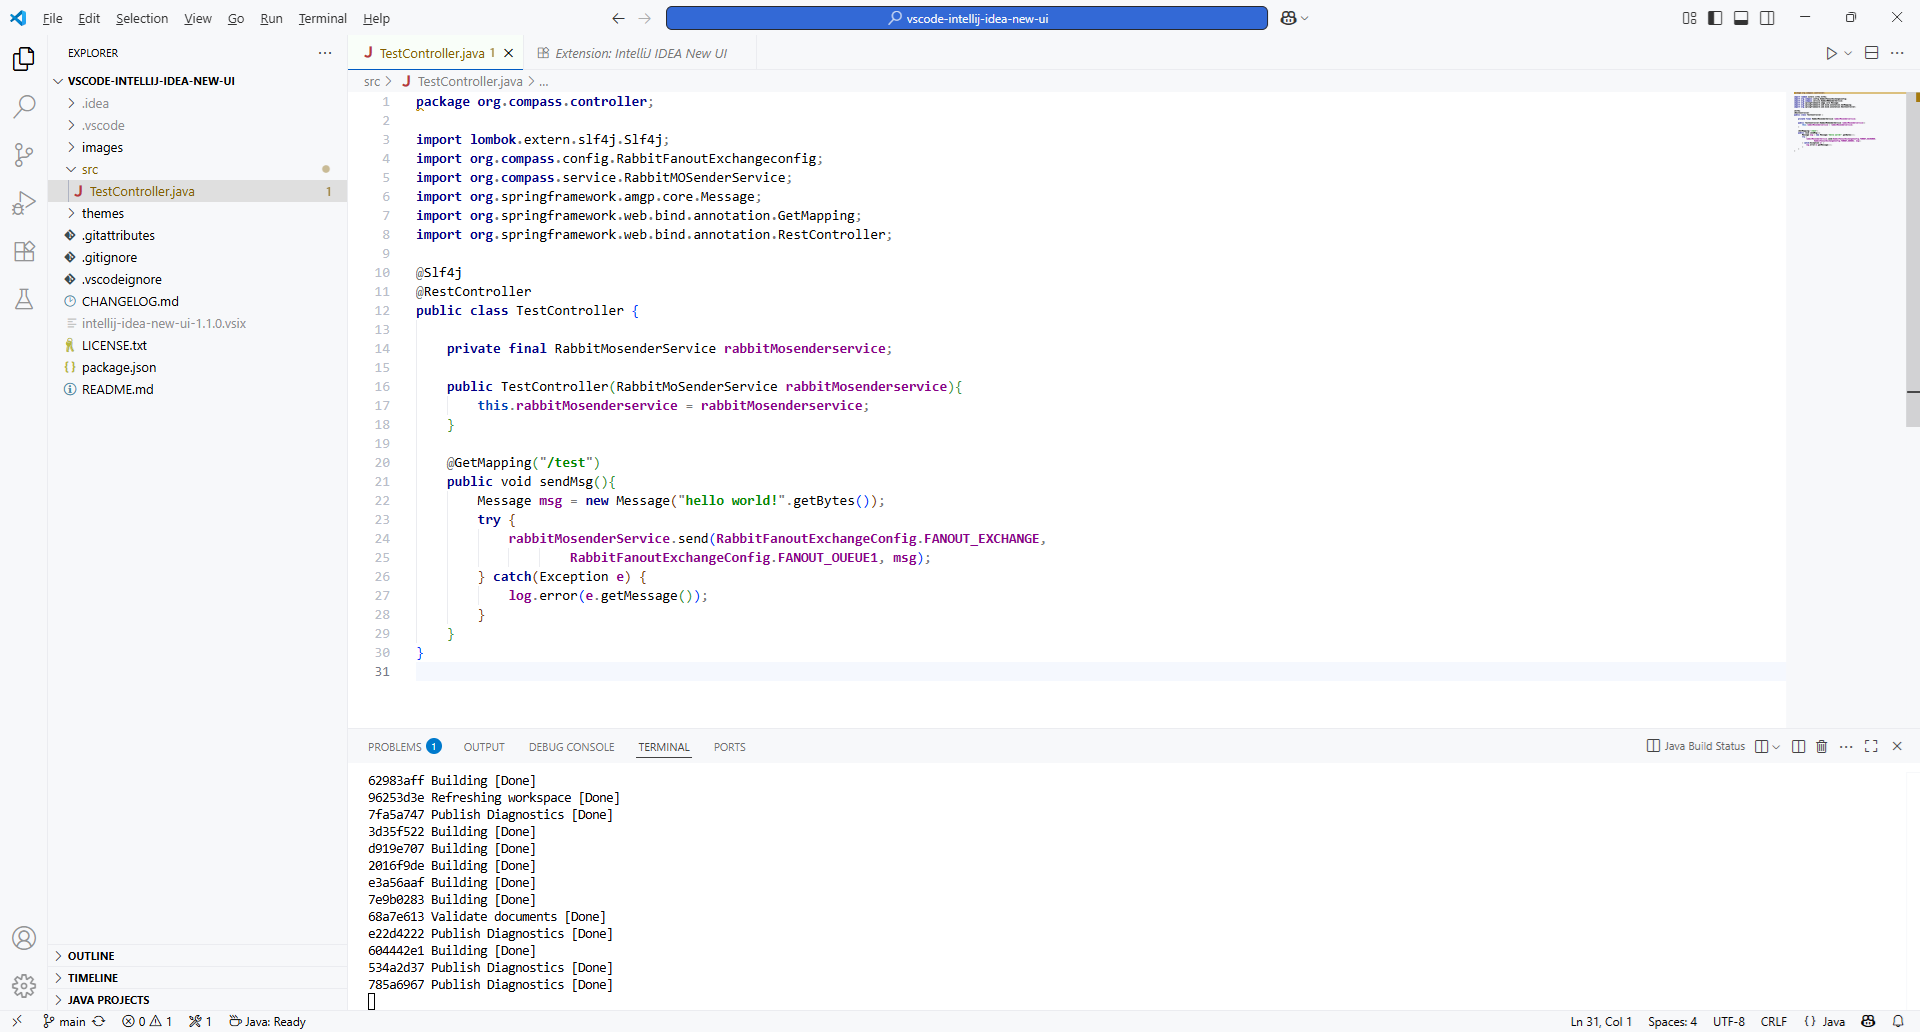 File Edit Selection View Go Run Terminal Help
vscode-intellij-idea-new-ui
EXPLORER
VSCODE-INTELLIJ-IDEA-NEW-UI
.idea
.vscode
images
src
TestController.java 1
themes
.gitattributes
.gitignore
.vscodeignore
CHANGELOG.md
intellij-idea-new-ui-1.1.0.vsix
LICENSE.txt
package.json
README.md
OUTLINE
TIMELINE
JAVA PROJECTS
TestController.java 1
Extension: IntelliJ IDEA New UI
src > TestController.java > ...
1 package org.compass.controller;
2
3 import lombok.extern.slf4j.Slf4j;
4 import org.compass.config.RabbitFanoutExchangeconfig;
5 import org.compass.service.RabbitMOSenderService;
6 import org.springframework.amgp.core.Message;
7 import org.springframework.web.bind.annotation.GetMapping;
8 import org.springframework.web.bind.annotation.RestController;
9
10 @Slf4j
11 @RestController
12 public class TestController {
13
14 private final RabbitMosenderService rabbitMosenderservice;
15
16 public TestController(RabbitMoSenderService rabbitMosenderservice){
17 this.rabbitMosenderservice = rabbitMosenderservice;
18 }
19
20 @GetMapping("/test")
21 public void sendMsg(){
22 Message msg = new Message("hello world!".getBytes());
23 try {
24 rabbitMosenderService.send(RabbitFanoutExchangeConfig.FANOUT_EXCHANGE,
25 RabbitFanoutExchangeConfig.FANOUT_OUEUE1, msg);
26 } catch(Exception e) {
27 log.error(e.getMessage());
28 }
29 }
30 }
31
PROBLEMS 1 OUTPUT DEBUG CONSOLE TERMINAL PORTS
Java Build Status
62983aff Building [Done]
96253d3e Refreshing workspace [Done]
7fa5a747 Publish Diagnostics [Done]
3d35f522 Building [Done]
d919e707 Building [Done]
2016f9de Building [Done]
e3a56aaf Building [Done]
7e9b0283 Building [Done]
68a7e613 Validate documents [Done]
e22d4222 Publish Diagnostics [Done]
604442e1 Building [Done]
534a2d37 Publish Diagnostics [Done]
785a6967 Publish Diagnostics [Done]
main 0 1 1 Java: Ready
Ln 31, Col 1 Spaces: 4 UTF-8 CRLF {} Java